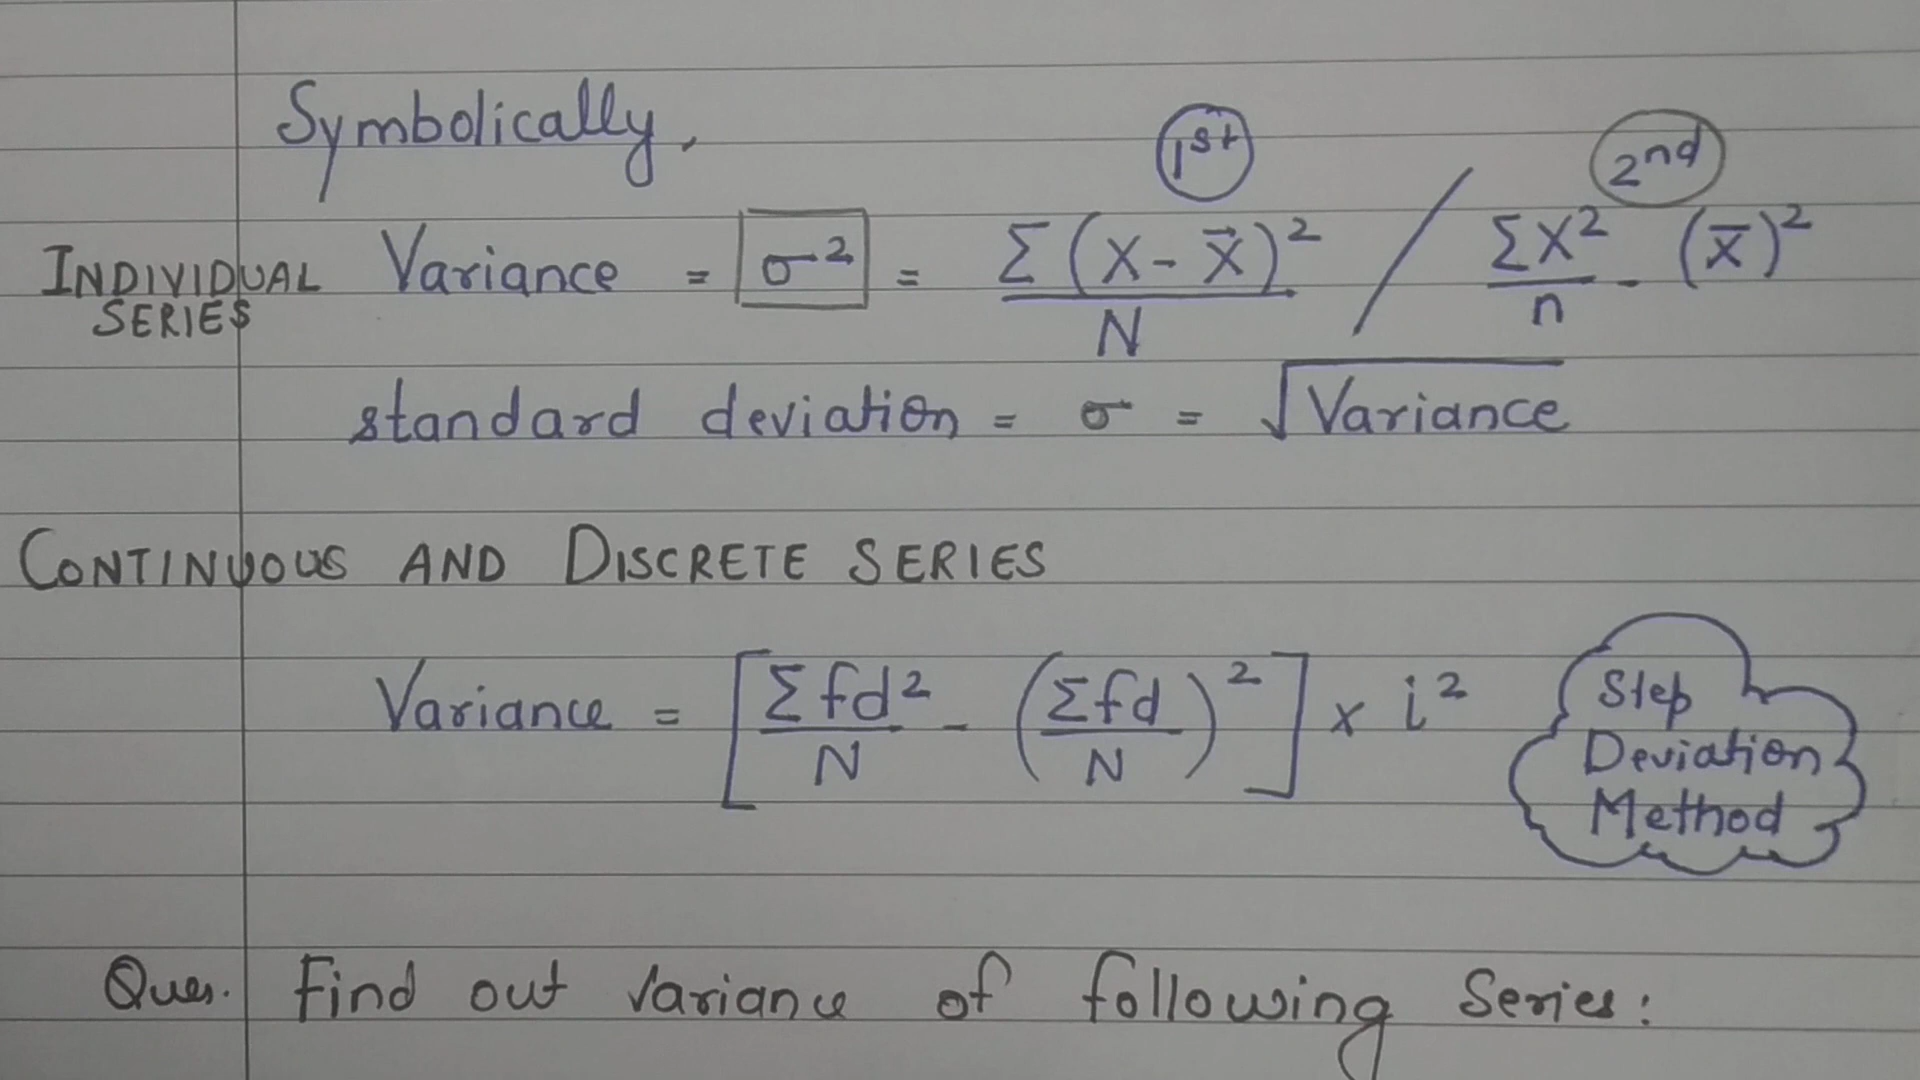 Symbolically,
1st 2nd
INDIVIDUAL SERIES Variance = σ² = Σ(X-x⃗)²/N / ΣX²/n - (x̄)²
standard deviation = σ = √Variance
CONTINUOUS AND DISCRETE SERIES
Variance = [Σfd²/N - (Σfd/N)²] × i²
Step
Deviation
Method
Ques. Find out variance of following Series: